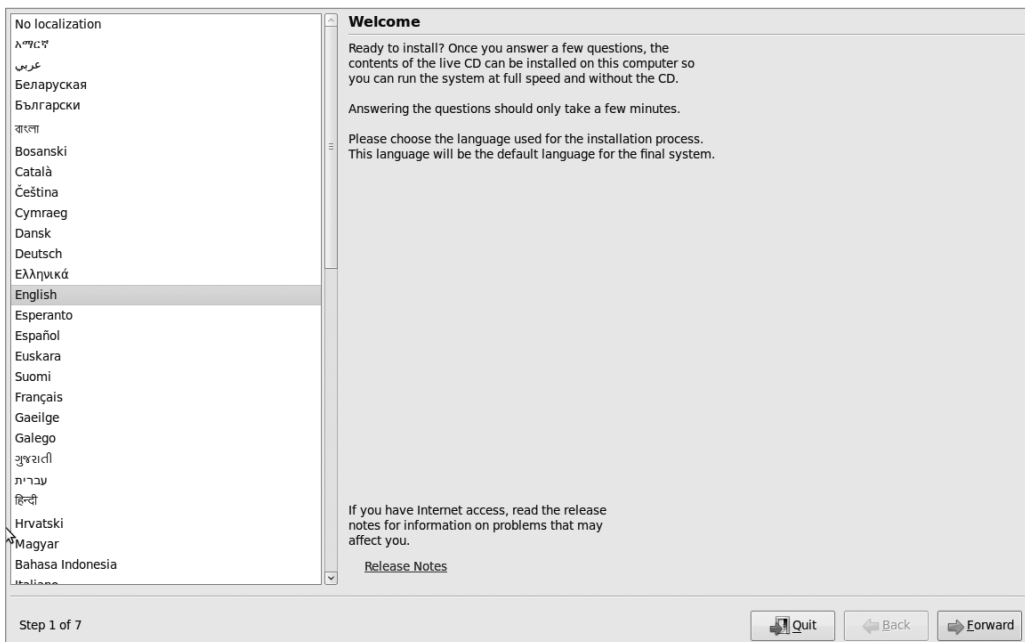 No localization
አማርኛ
عربي
Беларуская
Български
বাংলা
Bosanski
Català
Čeština
Cymraeg
Dansk
Deutsch
Ελληνικά
English
Esperanto
Español
Euskara
Suomi
Français
Gaeilge
Galego
ગુજરાતી
עברית
हिन्दी
Hrvatski
Magyar
Bahasa Indonesia
Italiano
Welcome
Ready to install? Once you answer a few questions, the
contents of the live CD can be installed on this computer so
you can run the system at full speed and without the CD.
Answering the questions should only take a few minutes.
Please choose the language used for the installation process.
This language will be the default language for the final system.
If you have Internet access, read the release
notes for information on problems that may
affect you.
Release Notes
Step 1 of 7
Quit
Back
Forward